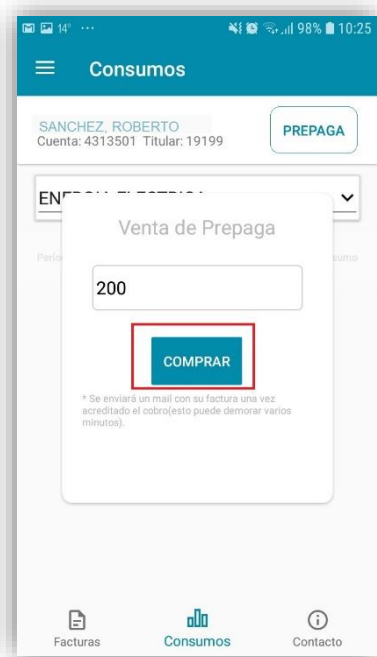 14° ··· 98% 10:25
Consumos
SANCHEZ, ROBERTO
Cuenta: 4313501 Titular: 19199
PREPAGA
Venta de Prepaga
200
COMPRAR
* Se enviará un mail con su factura una vez
acreditado el cobro(esto puede demorar varios
minutos).
Facturas Consumos Contacto